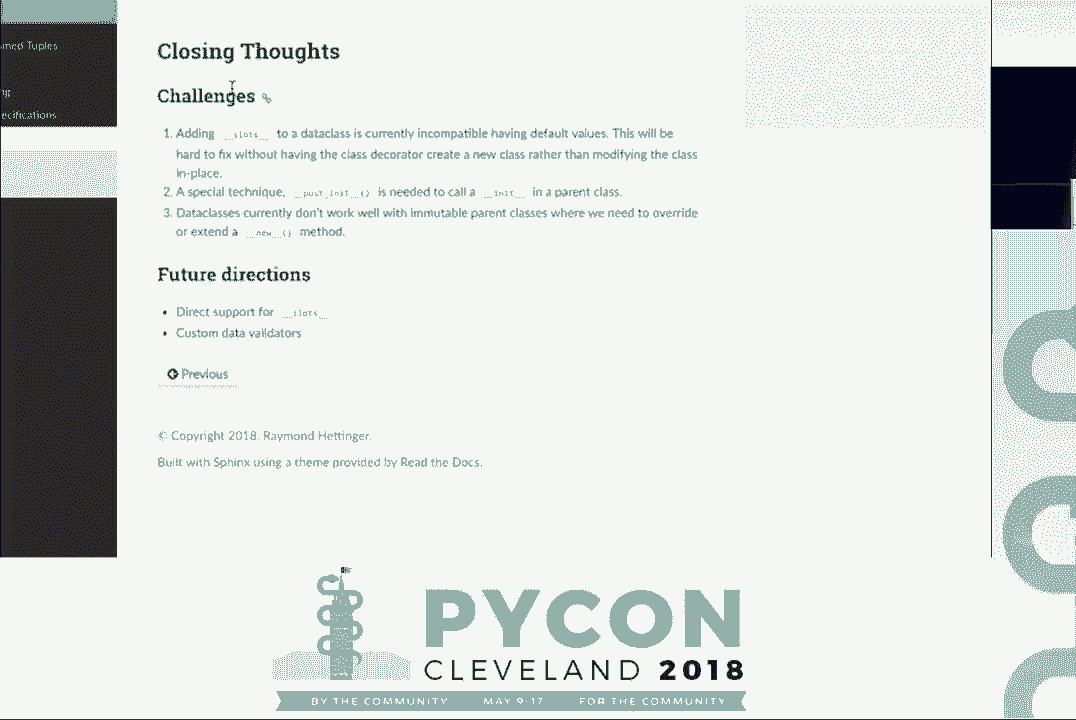 med Tuples
ng
ecifications
Closing Thoughts
Challenges
1. Adding __slots__ to a dataclass is currently incompatible having default values. This will be
hard to fix without having the class decorator create a new class rather than modifying the class
in-place.
2. A special technique, __post_init__() is needed to call a __init__ in a parent class.
3. Dataclasses currently don't work well with immutable parent classes where we need to override
or extend a __new__() method.
Future directions
• Direct support for __slots__
• Custom data validators
Previous
© Copyright 2018, Raymond Hettinger.
Built with Sphinx using a theme provided by Read the Docs.
PYCON
CLEVELAND 2018
BY THE COMMUNITY MAY 9-17 FOR THE COMMUNITY